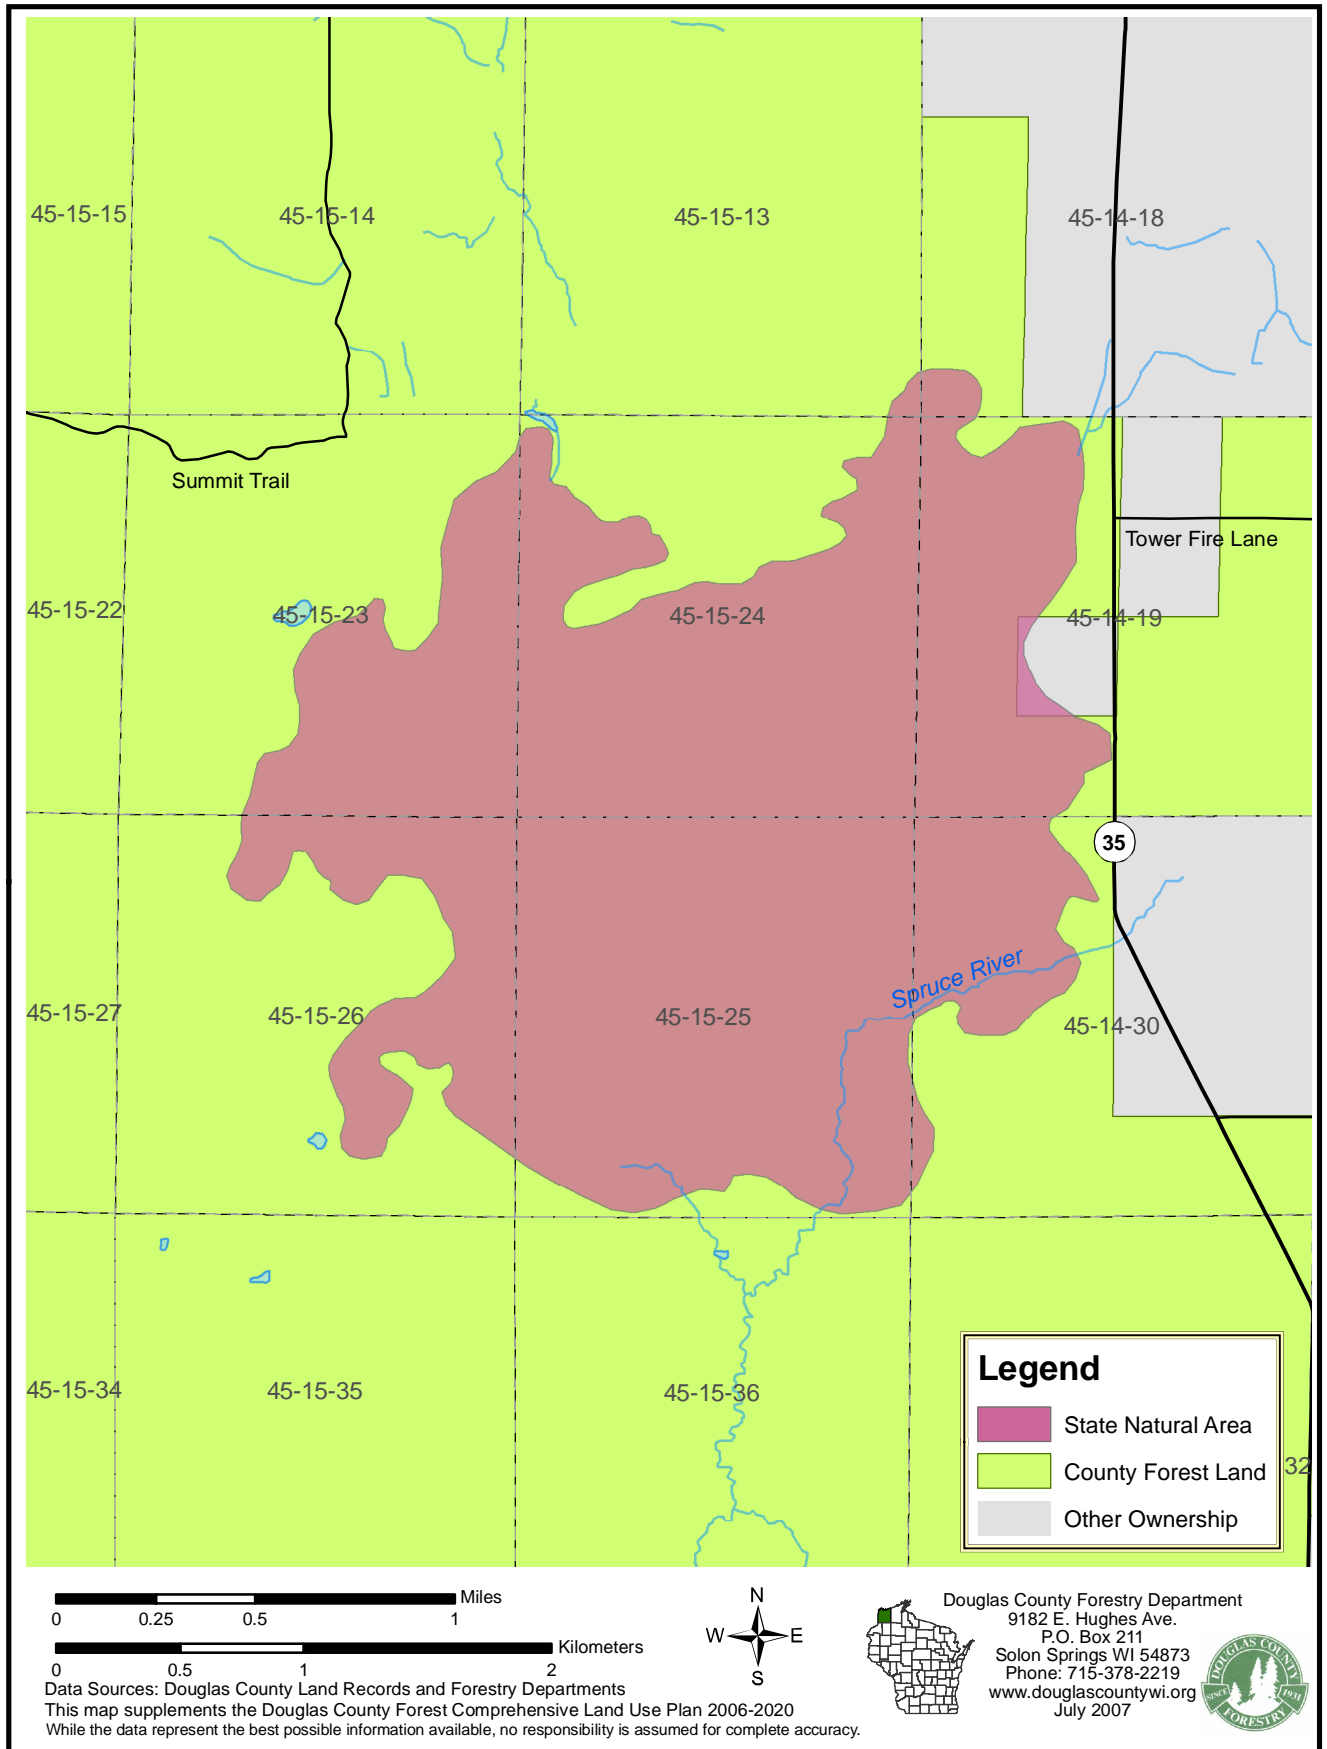 45-15-15
45-15-14
45-15-13
45-14-18
Summit Trail
Tower Fire Lane
45-15-22
45-15-23
45-15-24
45-14-19
35
Spruce River
45-15-27
45-15-26
45-15-25
45-14-30
45-15-34
45-15-35
45-15-36
32
Legend
State Natural Area
County Forest Land
Other Ownership
Miles
0 0.25 0.5 1
Kilometers
0 0.5 1 2
N
W E
S
Data Sources: Douglas County Land Records and Forestry Departments
This map supplements the Douglas County Forest Comprehensive Land Use Plan 2006-2020
While the data represent the best possible information available, no responsibility is assumed for complete accuracy.
Douglas County Forestry Department
9182 E. Hughes Ave.
P.O. Box 211
Solon Springs WI 54873
Phone: 715-378-2219
www.douglascountywi.org
July 2007
DOUGLAS COUNTY
SINCE 1931
FORESTRY